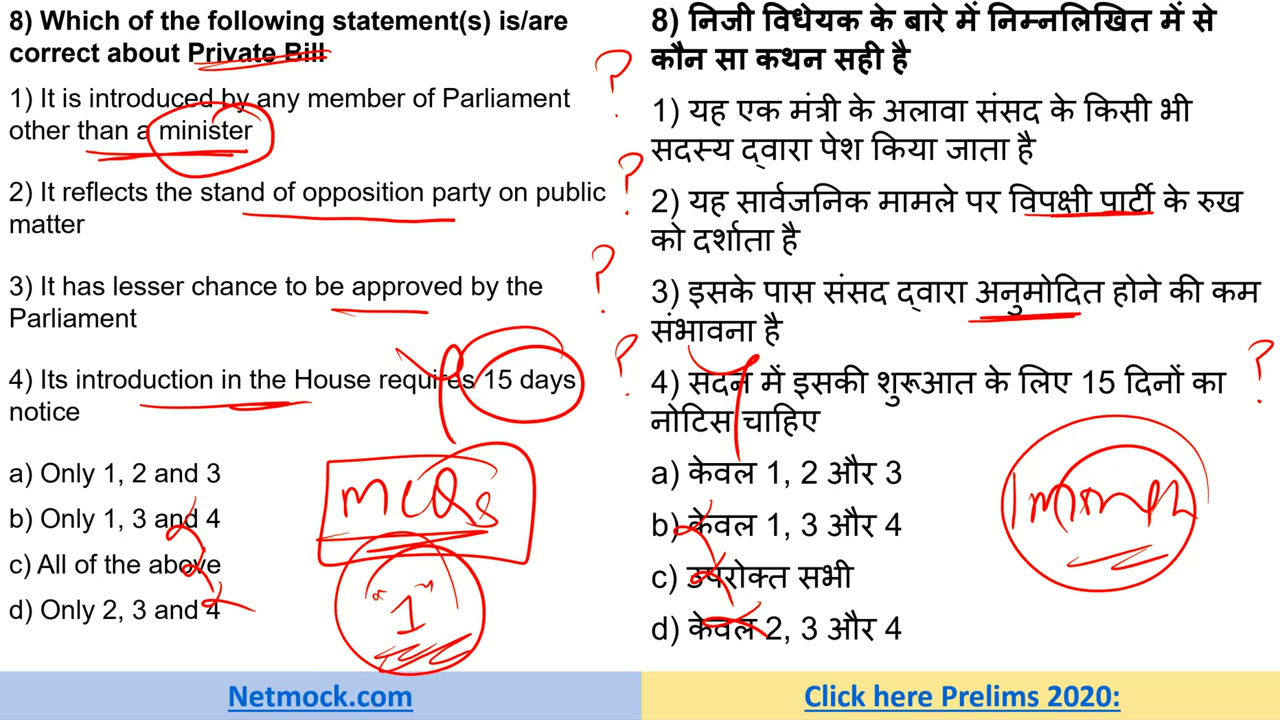 8) Which of the following statement(s) is/are
correct about Private Bill
1) It is introduced by any member of Parliament
other than a minister
2) It reflects the stand of opposition party on public
matter
3) It has lesser chance to be approved by the
Parliament
4) Its introduction in the House requires 15 days
notice
a) Only 1, 2 and 3
b) Only 1, 3 and 4
c) All of the above
d) Only 2, 3 and 4
MCQs
"1"
8) निजी विधेयक के बारे में निम्नलिखित में से
कौन सा कथन सही है
1) यह एक मंत्री के अलावा संसद के किसी भी
सदस्य द्वारा पेश किया जाता है
2) यह सार्वजनिक मामले पर विपक्षी पार्टी के रुख
को दर्शाता है
3) इसके पास संसद द्वारा अनुमोदित होने की कम
संभावना है
4) सदन में इसकी शुरूआत के लिए 15 दिनों का
नोटिस चाहिए
a) केवल 1, 2 और 3
b) केवल 1, 3 और 4
c) उपरोक्त सभी
d) केवल 2, 3 और 4
1 month
?
?
?
?
?
Netmock.com
Click here Prelims 2020: